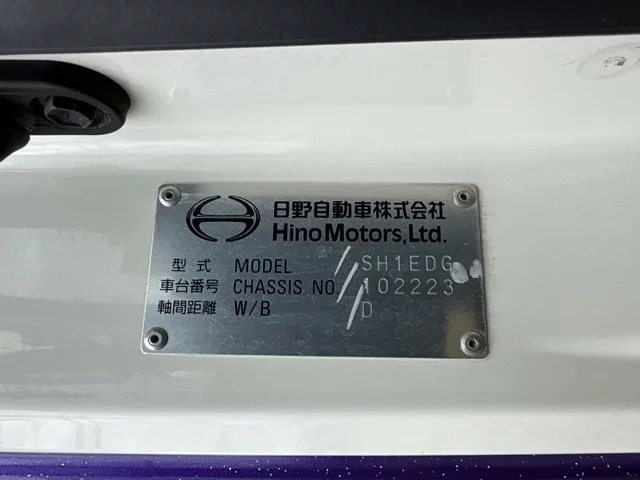 日野自動車株式会社
Hino Motors, Ltd.
型式 MODEL SH1EDG
車台番号 CHASSIS NO. 102223
軸間距離 W/B D